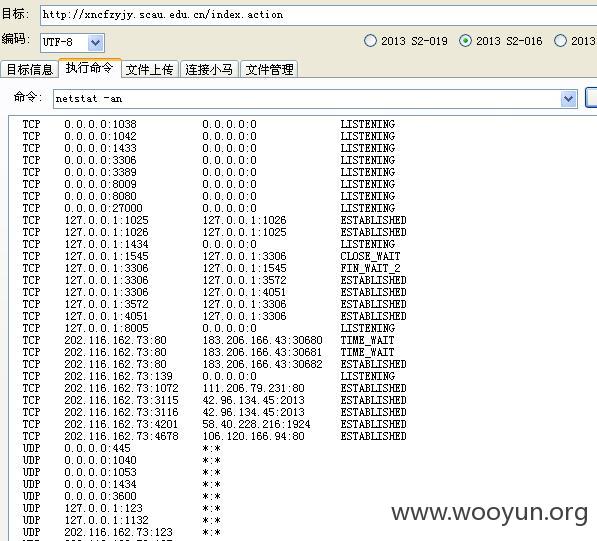 目标: http://xncfzyjy.scau.edu.cn/index.action
编码: UTF-8 2013 S2-019 2013 S2-016 2013
目标信息 执行命令 文件上传 连接小马 文件管理
命令: netstat -an
TCP 0.0.0.0:1038 0.0.0.0:0 LISTENING
TCP 0.0.0.0:1042 0.0.0.0:0 LISTENING
TCP 0.0.0.0:1433 0.0.0.0:0 LISTENING
TCP 0.0.0.0:3306 0.0.0.0:0 LISTENING
TCP 0.0.0.0:3389 0.0.0.0:0 LISTENING
TCP 0.0.0.0:8009 0.0.0.0:0 LISTENING
TCP 0.0.0.0:8080 0.0.0.0:0 LISTENING
TCP 0.0.0.0:27000 0.0.0.0:0 LISTENING
TCP 127.0.0.1:1025 127.0.0.1:1026 ESTABLISHED
TCP 127.0.0.1:1026 127.0.0.1:1025 ESTABLISHED
TCP 127.0.0.1:1434 0.0.0.0:0 LISTENING
TCP 127.0.0.1:1545 127.0.0.1:3306 CLOSE_WAIT
TCP 127.0.0.1:3306 127.0.0.1:1545 FIN_WAIT_2
TCP 127.0.0.1:3306 127.0.0.1:3572 ESTABLISHED
TCP 127.0.0.1:3306 127.0.0.1:4051 ESTABLISHED
TCP 127.0.0.1:3572 127.0.0.1:3306 ESTABLISHED
TCP 127.0.0.1:4051 127.0.0.1:3306 ESTABLISHED
TCP 127.0.0.1:8005 0.0.0.0:0 LISTENING
TCP 202.116.162.73:80 183.206.166.43:30680 TIME_WAIT
TCP 202.116.162.73:80 183.206.166.43:30681 TIME_WAIT
TCP 202.116.162.73:80 183.206.166.43:30682 ESTABLISHED
TCP 202.116.162.73:139 0.0.0.0:0 LISTENING
TCP 202.116.162.73:1072 111.206.79.231:80 ESTABLISHED
TCP 202.116.162.73:3115 42.96.134.45:2013 ESTABLISHED
TCP 202.116.162.73:3116 42.96.134.45:2013 ESTABLISHED
TCP 202.116.162.73:4201 58.40.228.216:1924 ESTABLISHED
TCP 202.116.162.73:4678 106.120.166.94:80 ESTABLISHED
UDP 0.0.0.0:445 *:*
UDP 0.0.0.0:1040 *:*
UDP 0.0.0.0:1053 *:*
UDP 0.0.0.0:1434 *:*
UDP 0.0.0.0:3600 *:*
UDP 127.0.0.1:123 *:*
UDP 127.0.0.1:1132 *:*
UDP 202.116.162.73:123 *:*
www.wooyun.org